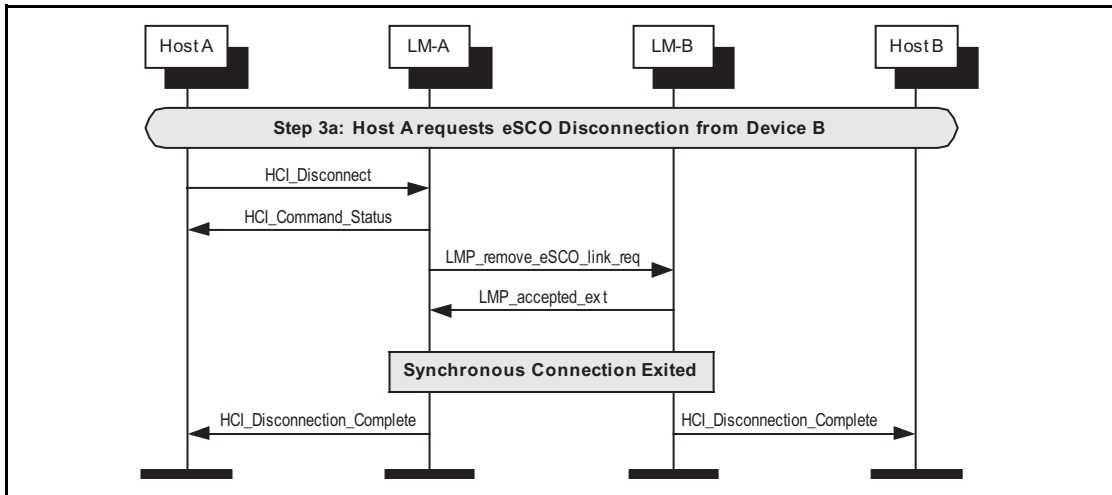 Host A
LM-A
LM-B
Host B
Step 3a: Host A requests eSCO Disconnection from Device B
HCI_Disconnect
HCI_Command_Status
LMP_remove_eSCO_link_req
LMP_accepted_ext
Synchronous Connection Exited
HCI_Disconnection_Complete
HCI_Disconnection_Complete